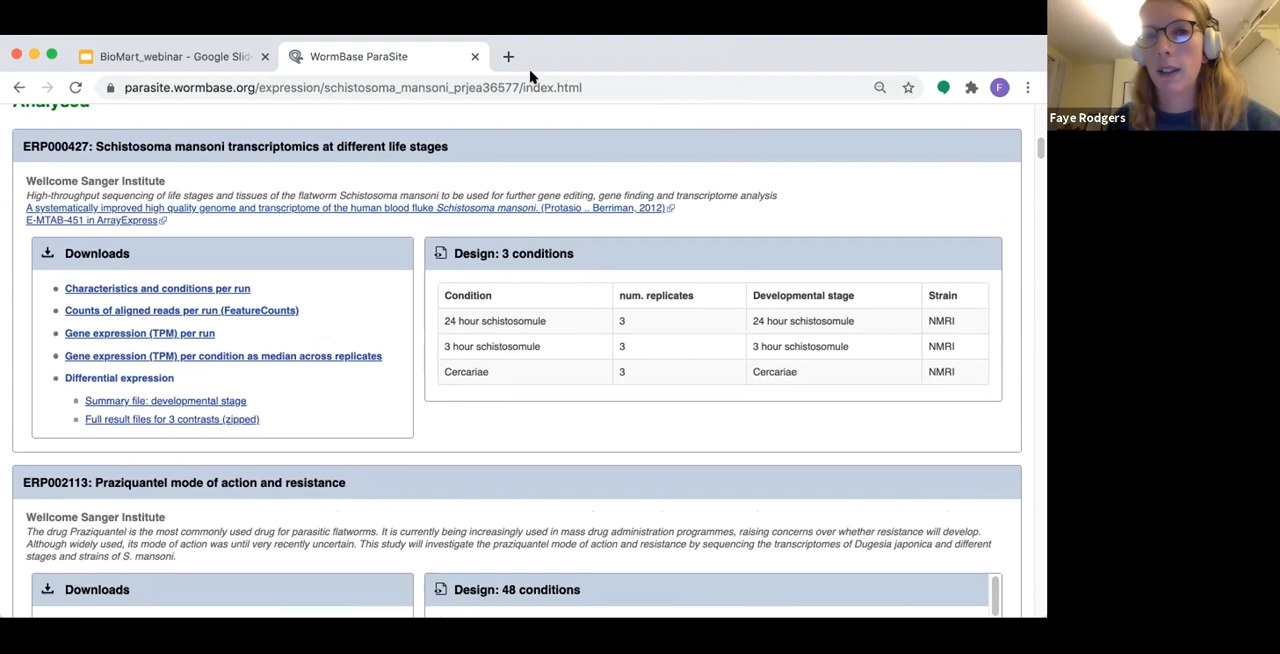 BioMart_webinar - Google Slid
WormBase ParaSite
parasite.wormbase.org/expression/schistosoma_mansoni_prjea36577/index.html
F
Faye Rodgers
Analysed
ERP000427: Schistosoma mansoni transcriptomics at different life stages
Wellcome Sanger Institute
High-throughput sequencing of life stages and tissues of the flatworm Schistosoma mansoni to be used for further gene editing, gene finding and transcriptome analysis
A systematically improved high quality genome and transcriptome of the human blood fluke Schistosoma mansoni. (Protasio .. Berriman, 2012)
E-MTAB-451 in ArrayExpress
Downloads
Characteristics and conditions per run
Counts of aligned reads per run (FeatureCounts)
Gene expression (TPM) per run
Gene expression (TPM) per condition as median across replicates
Differential expression
Summary file: developmental stage
Full result files for 3 contrasts (zipped)
Design: 3 conditions
Condition num. replicates Developmental stage Strain
24 hour schistosomule 3 24 hour schistosomule NMRI
3 hour schistosomule 3 3 hour schistosomule NMRI
Cercariae 3 Cercariae NMRI
ERP002113: Praziquantel mode of action and resistance
Wellcome Sanger Institute
The drug Praziquantel is the most commonly used drug for parasitic flatworms. It is currently being increasingly used in mass drug administration programmes, raising concerns over whether resistance will develop.
Although widely used, its mode of action was until very recently uncertain. This study will investigate the praziquantel mode of action and resistance by sequencing the transcriptomes of Dugesia japonica and different
stages and strains of S. mansoni.
Downloads
Design: 48 conditions